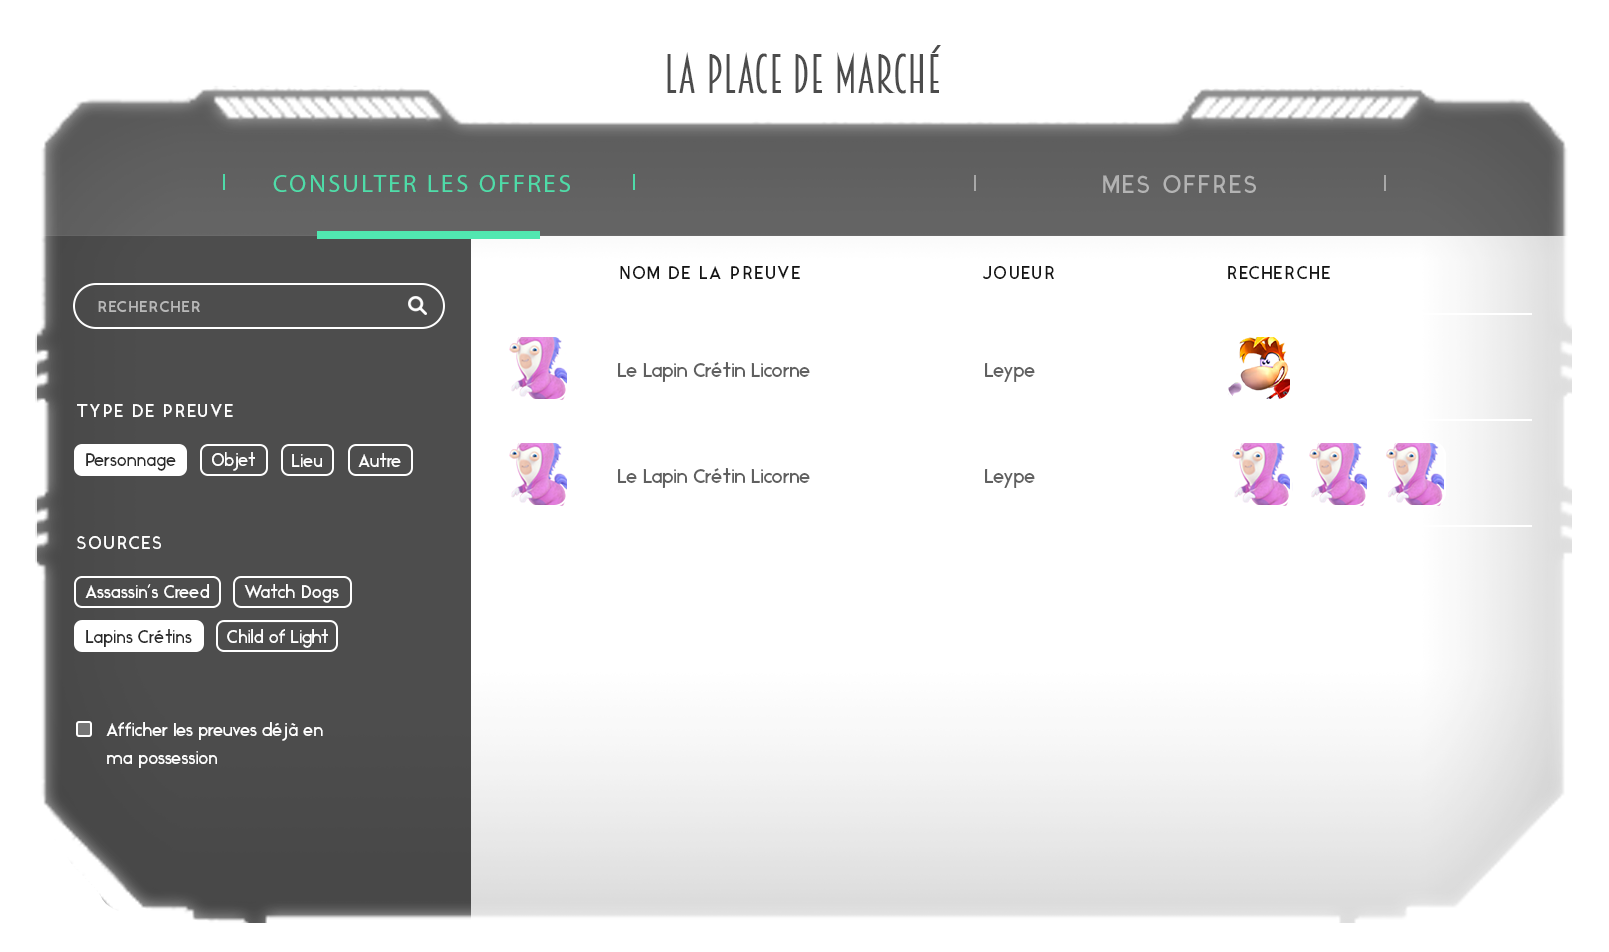 LA PLACE DE MARCHÉ
CONSULTER LES OFFRES
MES OFFRES
RECHERCHER
TYPE DE PREUVE
Personnage
Objet
Lieu
Autre
SOURCES
Assassin's Creed
Watch Dogs
Lapins Crétins
Child of Light
Afficher les preuves déjà en
ma possession
NOM DE LA PREUVE
JOUEUR
RECHERCHE
Le Lapin Crétin Licorne
Leype
Le Lapin Crétin Licorne
Leype